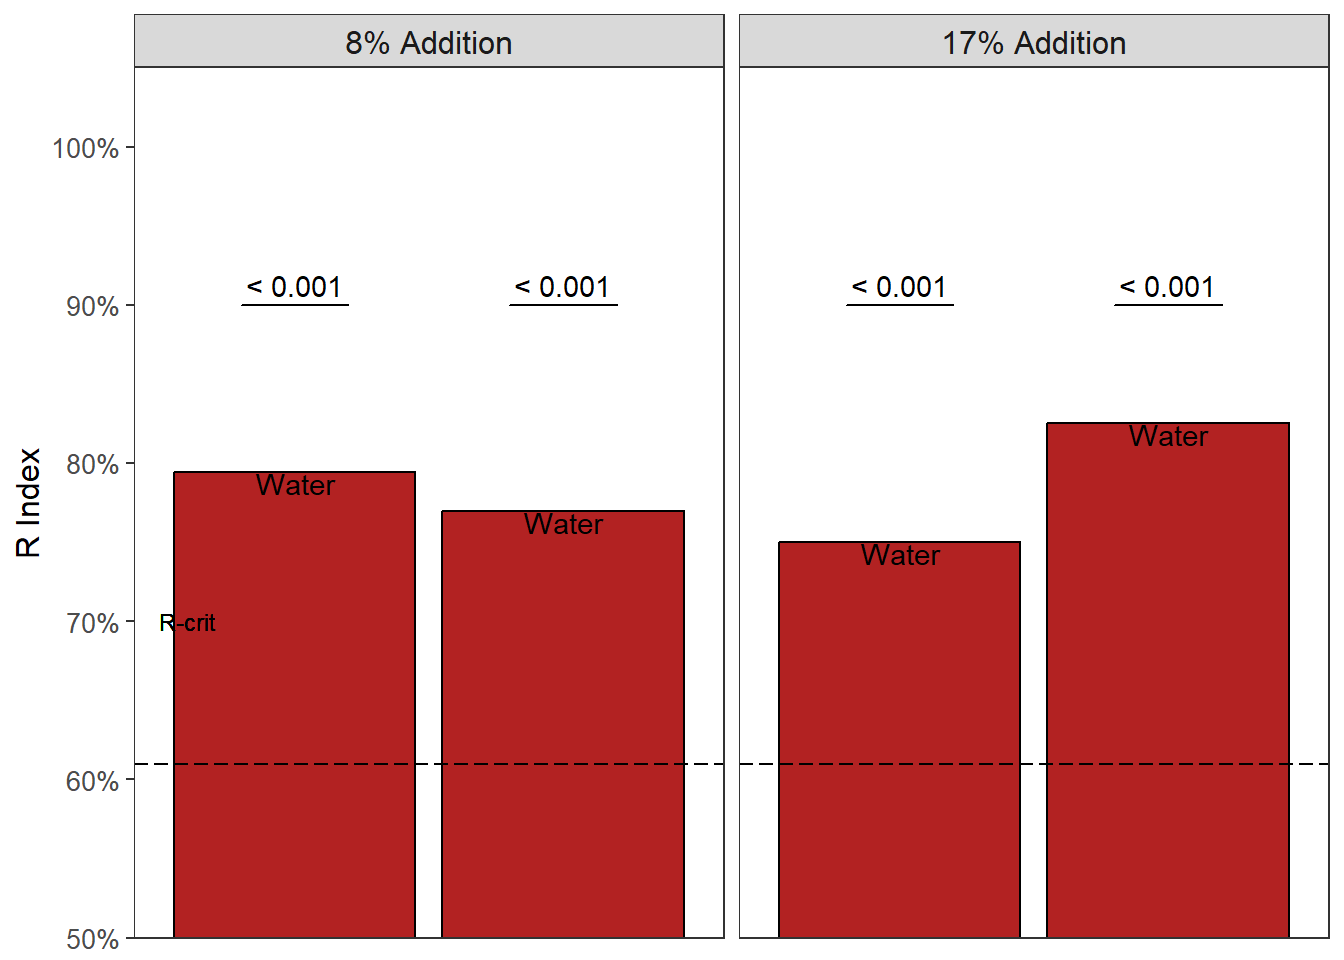 8% Addition
17% Addition
R Index
100%
90%
80%
70%
60%
50%
< 0.001
< 0.001
< 0.001
< 0.001
Water
Water
Water
Water
R-crit